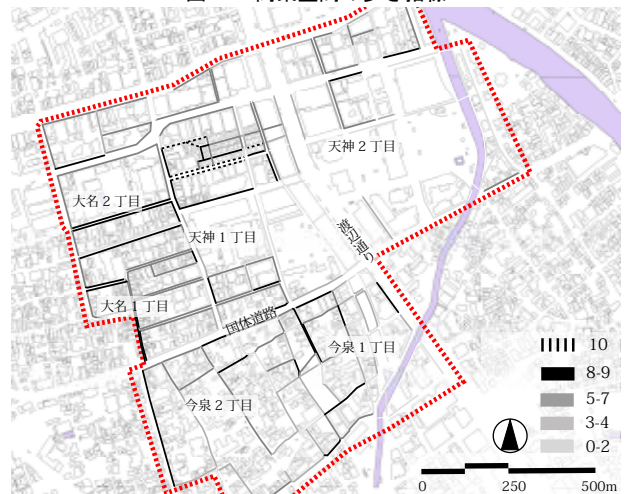 天神２丁目
大名２丁目
天神１丁目
渡辺通り
大名１丁目
国体道路
今泉１丁目
今泉２丁目
10
8-9
5-7
3-4
0-2
0 250 500m